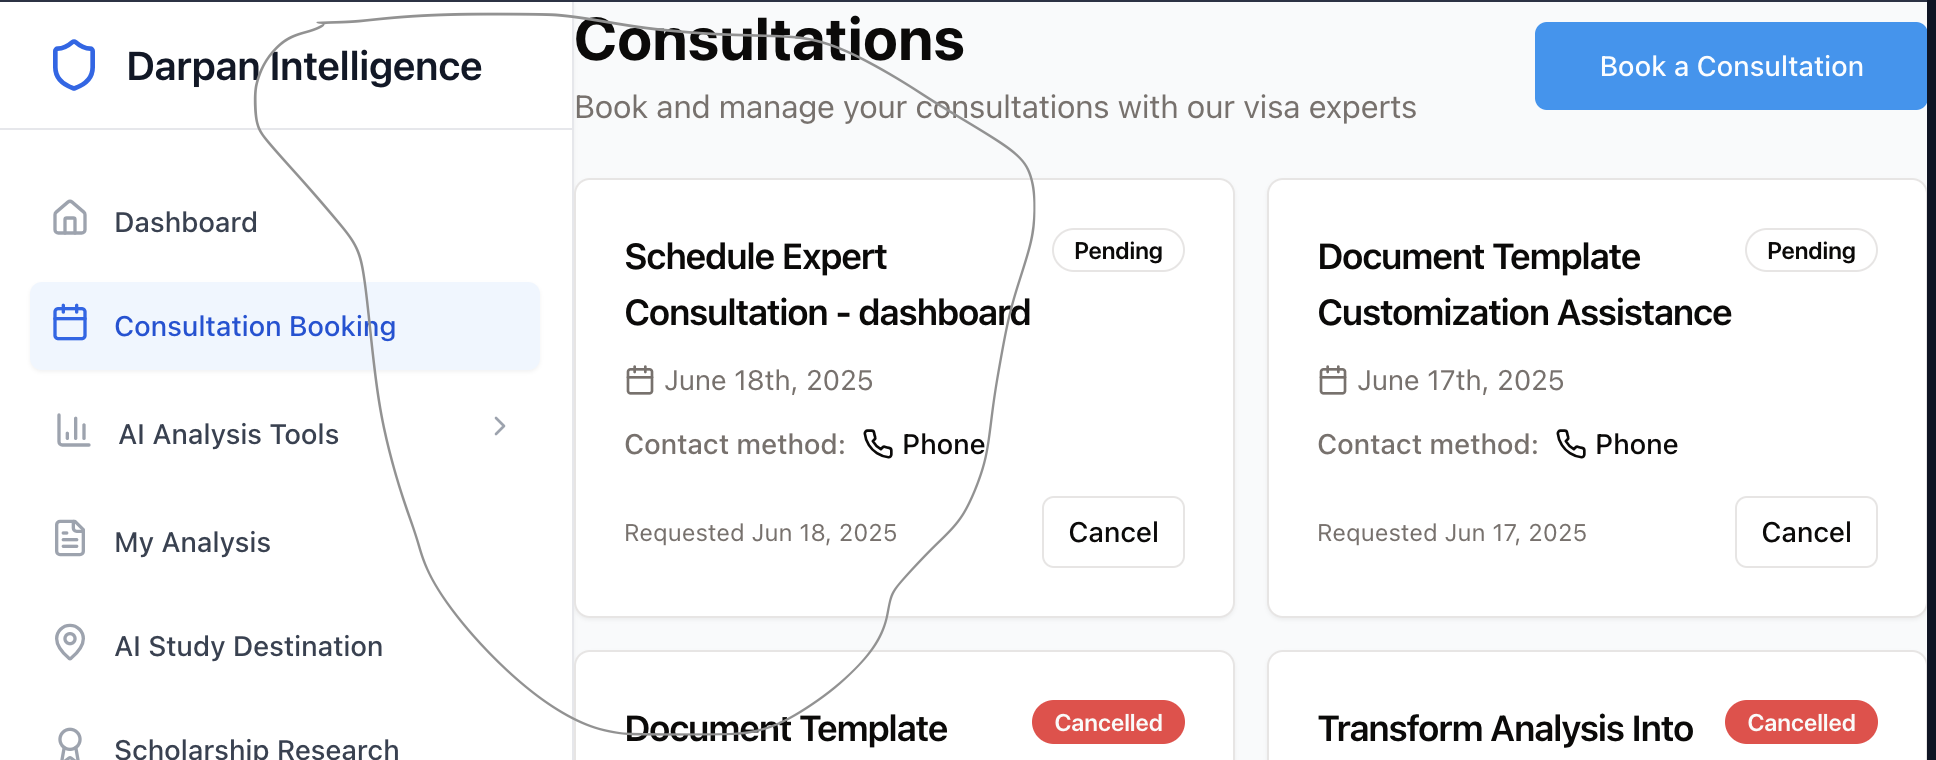 Darpan Intelligence
Dashboard
Consultation Booking
AI Analysis Tools
My Analysis
AI Study Destination
Scholarship Research
Consultations
Book and manage your consultations with our visa experts
Book a Consultation
Schedule Expert
Consultation - dashboard
Pending
June 18th, 2025
Contact method: Phone
Requested Jun 18, 2025
Cancel
Document Template
Customization Assistance
Pending
June 17th, 2025
Contact method: Phone
Requested Jun 17, 2025
Cancel
Document Template
Cancelled
Transform Analysis Into
Cancelled